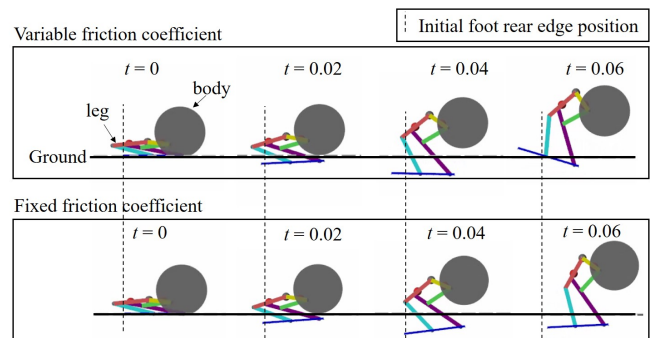 Initial foot rear edge position
Variable friction coefficient
t = 0
t = 0.02
t = 0.04
t = 0.06
body
leg
Ground
Fixed friction coefficient
t = 0
t = 0.02
t = 0.04
t = 0.06